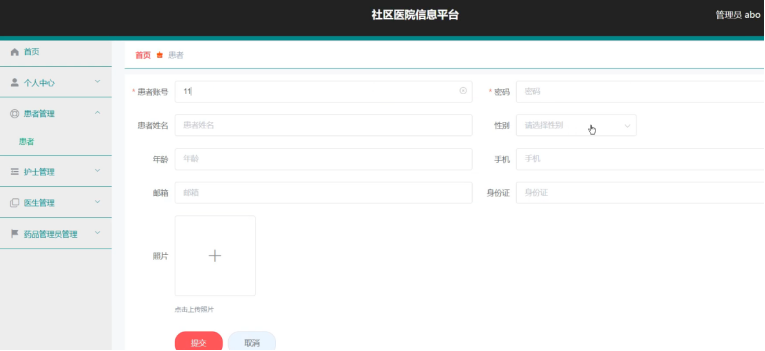 社区医院信息平台
管理员 abo
首页
个人中心
患者管理
患者
护士管理
医生管理
药品管理员管理
首页 患者
* 患者账号 11
* 密码 密码
患者姓名 患者姓名
性别 请选择性别
年龄 年龄
手机 手机
邮箱 邮箱
身份证 身份证
照片
点击上传照片
提交 取消